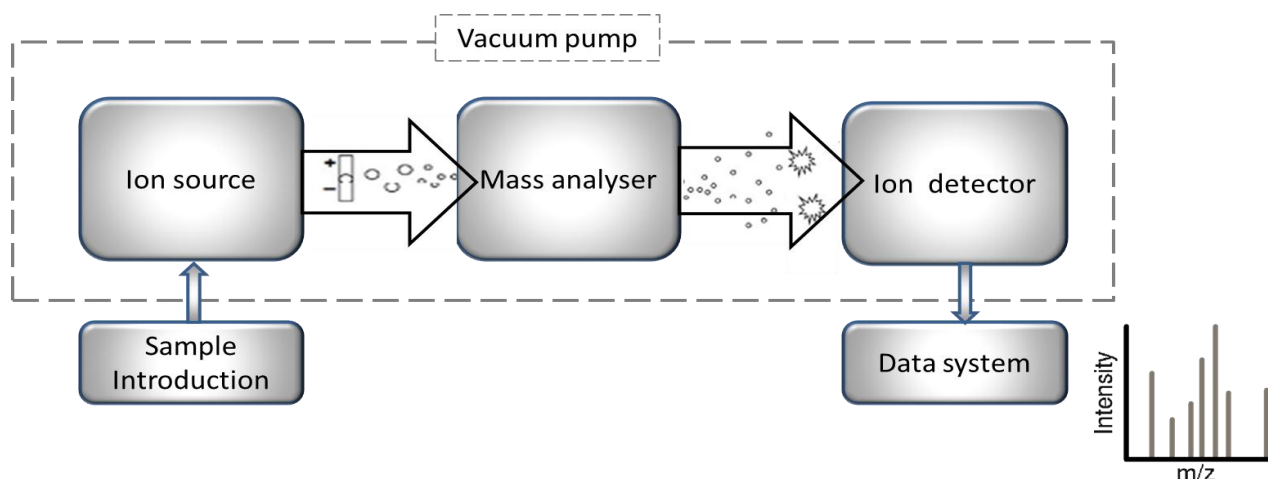 Vacuum pump
Ion source
+
−
Mass analyser
Ion detector
Sample
Introduction
Data system
Intensity
m/z